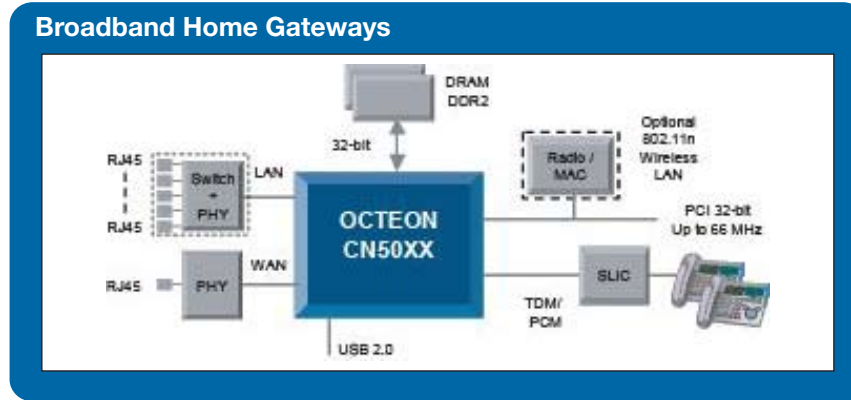 Broadband Home Gateways
DRAM
DDR2
32-bit
Optional
802.11n
Wireless
LAN
Radio /
MAC
RJ45
RJ45
Switch
+
PHY
LAN
OCTEON
CN50XX
PCI 32-bit
Up to 66 MHz
RJ45
PHY
WAN
SLIC
TDM/
PCM
USB 2.0